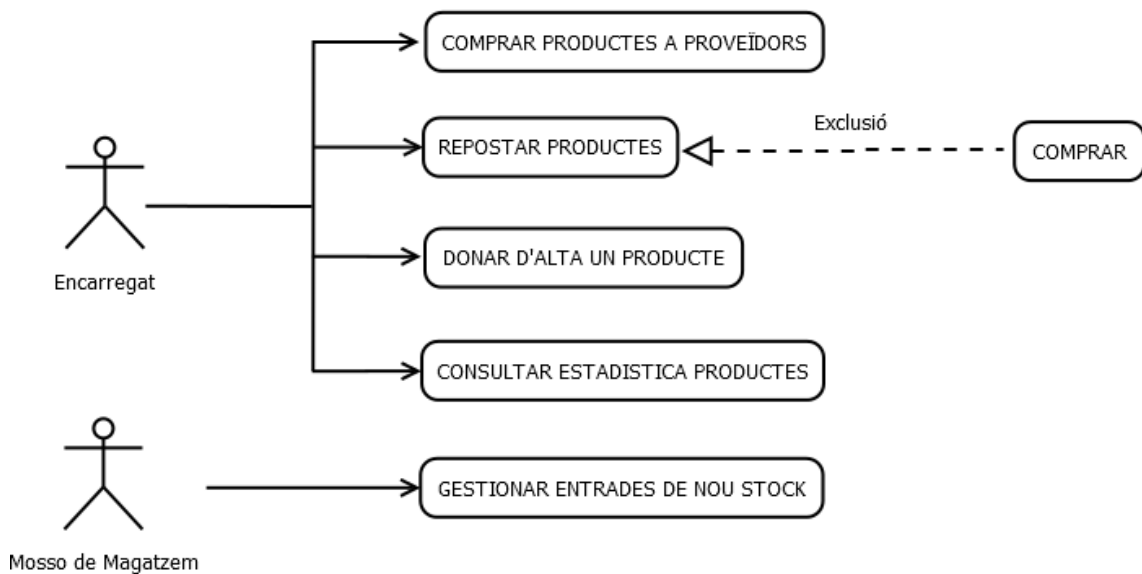 COMPRAR PRODUCTES A PROVEÏDORS
Exclusió
REPOSTAR PRODUCTES
COMPRAR
DONAR D'ALTA UN PRODUCTE
Encarregat
CONSULTAR ESTADISTICA PRODUCTES
GESTIONAR ENTRADES DE NOU STOCK
Mosso de Magatzem